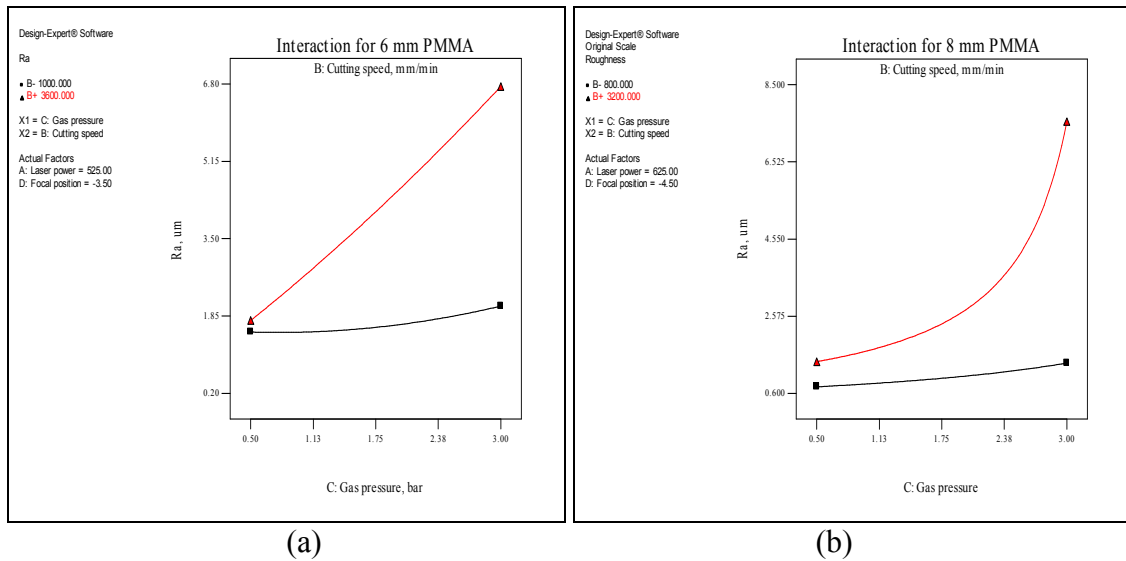 Design-Expert® Software
Ra
B- 1000.000
B+ 3600.000
X1 = C: Gas pressure
X2 = B: Cutting speed
Actual Factors
A: Laser power = 525.00
D: Focal position = -3.50
Interaction for 6 mm PMMA
B: Cutting speed, mm/min
6.80
5.15
3.50
1.85
0.20
Ra, um
0.50 1.13 1.75 2.38 3.00
C: Gas pressure, bar
(a)
Design-Expert® Software
Original Scale
Roughness
B- 800.000
B+ 3200.000
X1 = C: Gas pressure
X2 = B: Cutting speed
Actual Factors
A: Laser power = 625.00
D: Focal position = -4.50
Interaction for 8 mm PMMA
B: Cutting speed, mm/min
8.500
6.525
4.550
2.575
0.600
Ra, um
0.50 1.13 1.75 2.38 3.00
C: Gas pressure
(b)